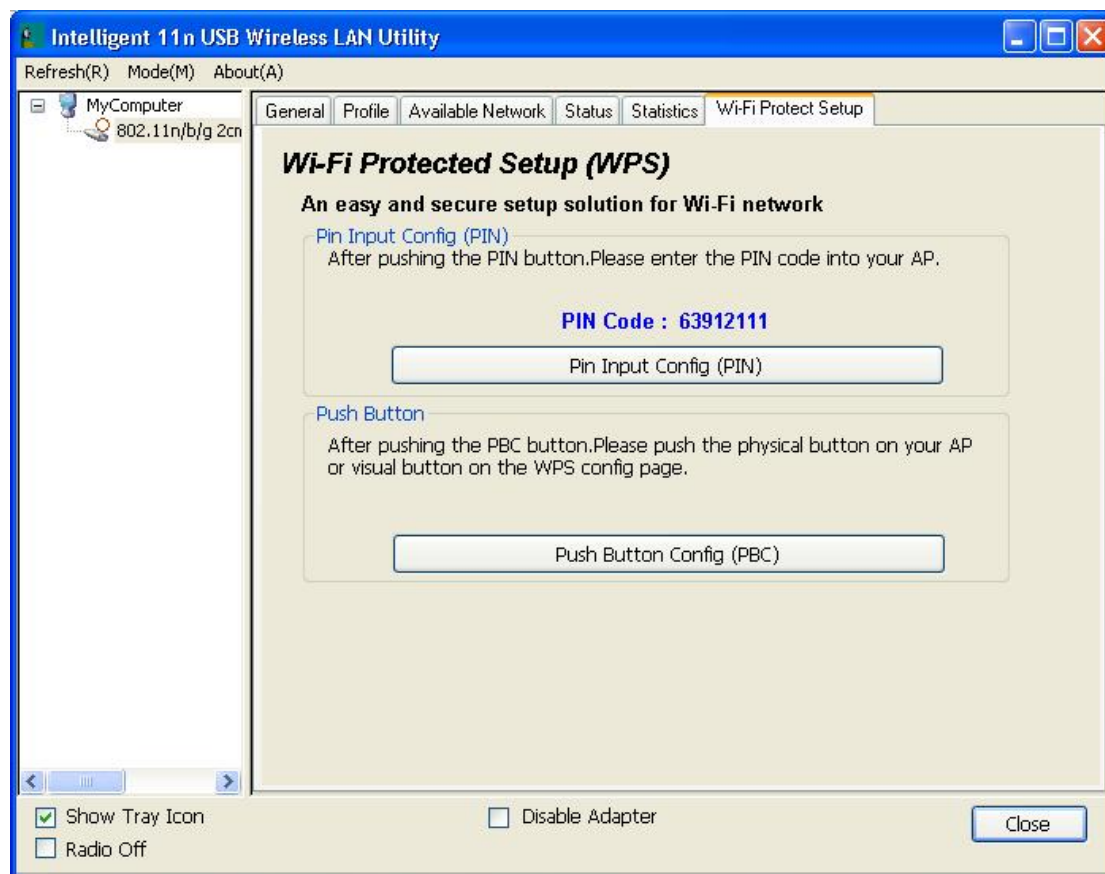 Intelligent 11n USB Wireless LAN Utility
Refresh(R) Mode(M) About(A)
MyComputer
802.11n/b/g 2cn
General Profile Available Network Status Statistics Wi-Fi Protect Setup
Wi-Fi Protected Setup (WPS)
An easy and secure setup solution for Wi-Fi network
Pin Input Config (PIN)
After pushing the PIN button.Please enter the PIN code into your AP.
PIN Code : 63912111
Pin Input Config (PIN)
Push Button
After pushing the PBC button.Please push the physical button on your AP
or visual button on the WPS config page.
Push Button Config (PBC)
Show Tray Icon Disable Adapter
Radio Off
Close